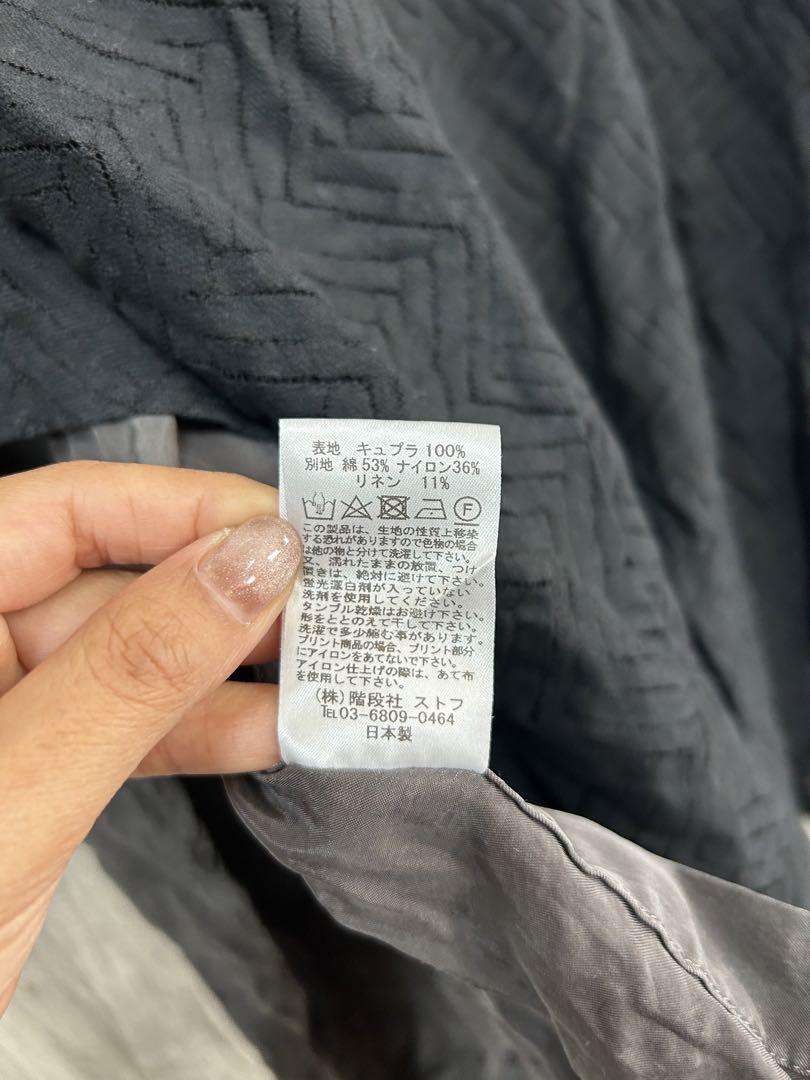 表地 キュプラ 100%
別地 綿 53% ナイロン36%
リネン 11%
F
この製品は、生地の性質上移染
する恐れがありますので色物の場合
は他の物と分けて洗濯して下さい。
又、濡れたままの放置、つけ
置きは、絶対に避けて下さい。
蛍光漂白剤が入っていない
洗剤を使用してください。
タンブル乾燥はお避け下さい。
形をととのえて干して下さい。
洗濯で多少縮む事があります。
プリント商品の場合、プリント部分
にアイロンをあてないで下さい。
アイロン仕上げの際は、あて布
を使用して下さい。
(株)階段社 ストフ
TEL03-6809-0464
日本製